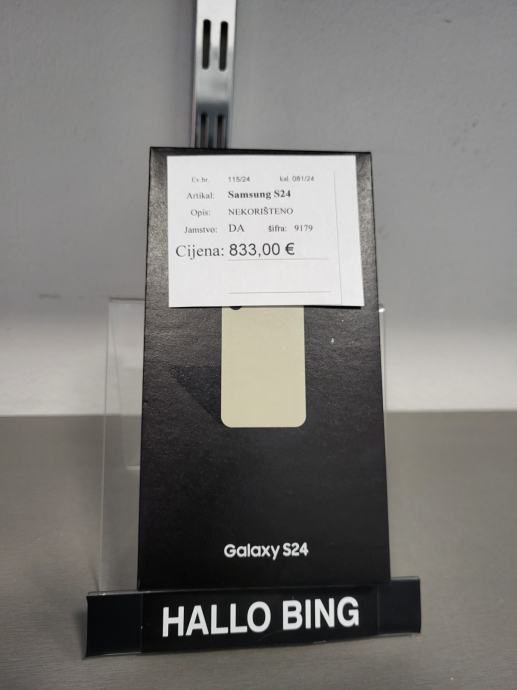 Ev. br. 115/24 kal. 081/24
Artikal: Samsung S24
Opis: NEKORIŠTENO
Jamstvo: DA šifra: 9179
Cijena: 833,00 €
Galaxy S24
HALLO BING